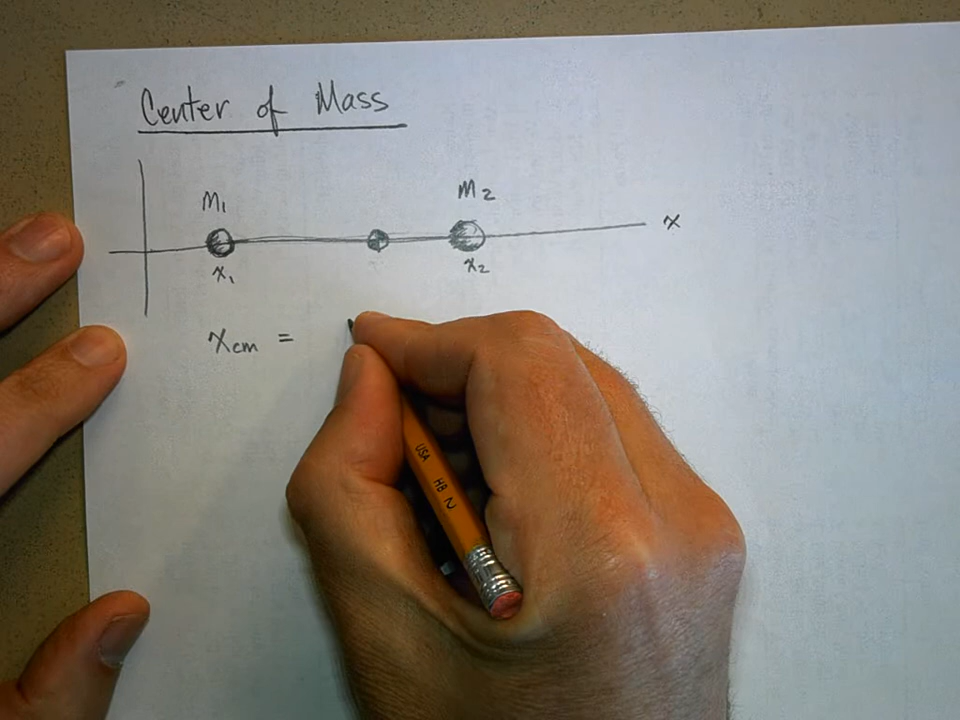 Center of Mass
M1 M2
x
x1 x2
xcm =
USA HB 2